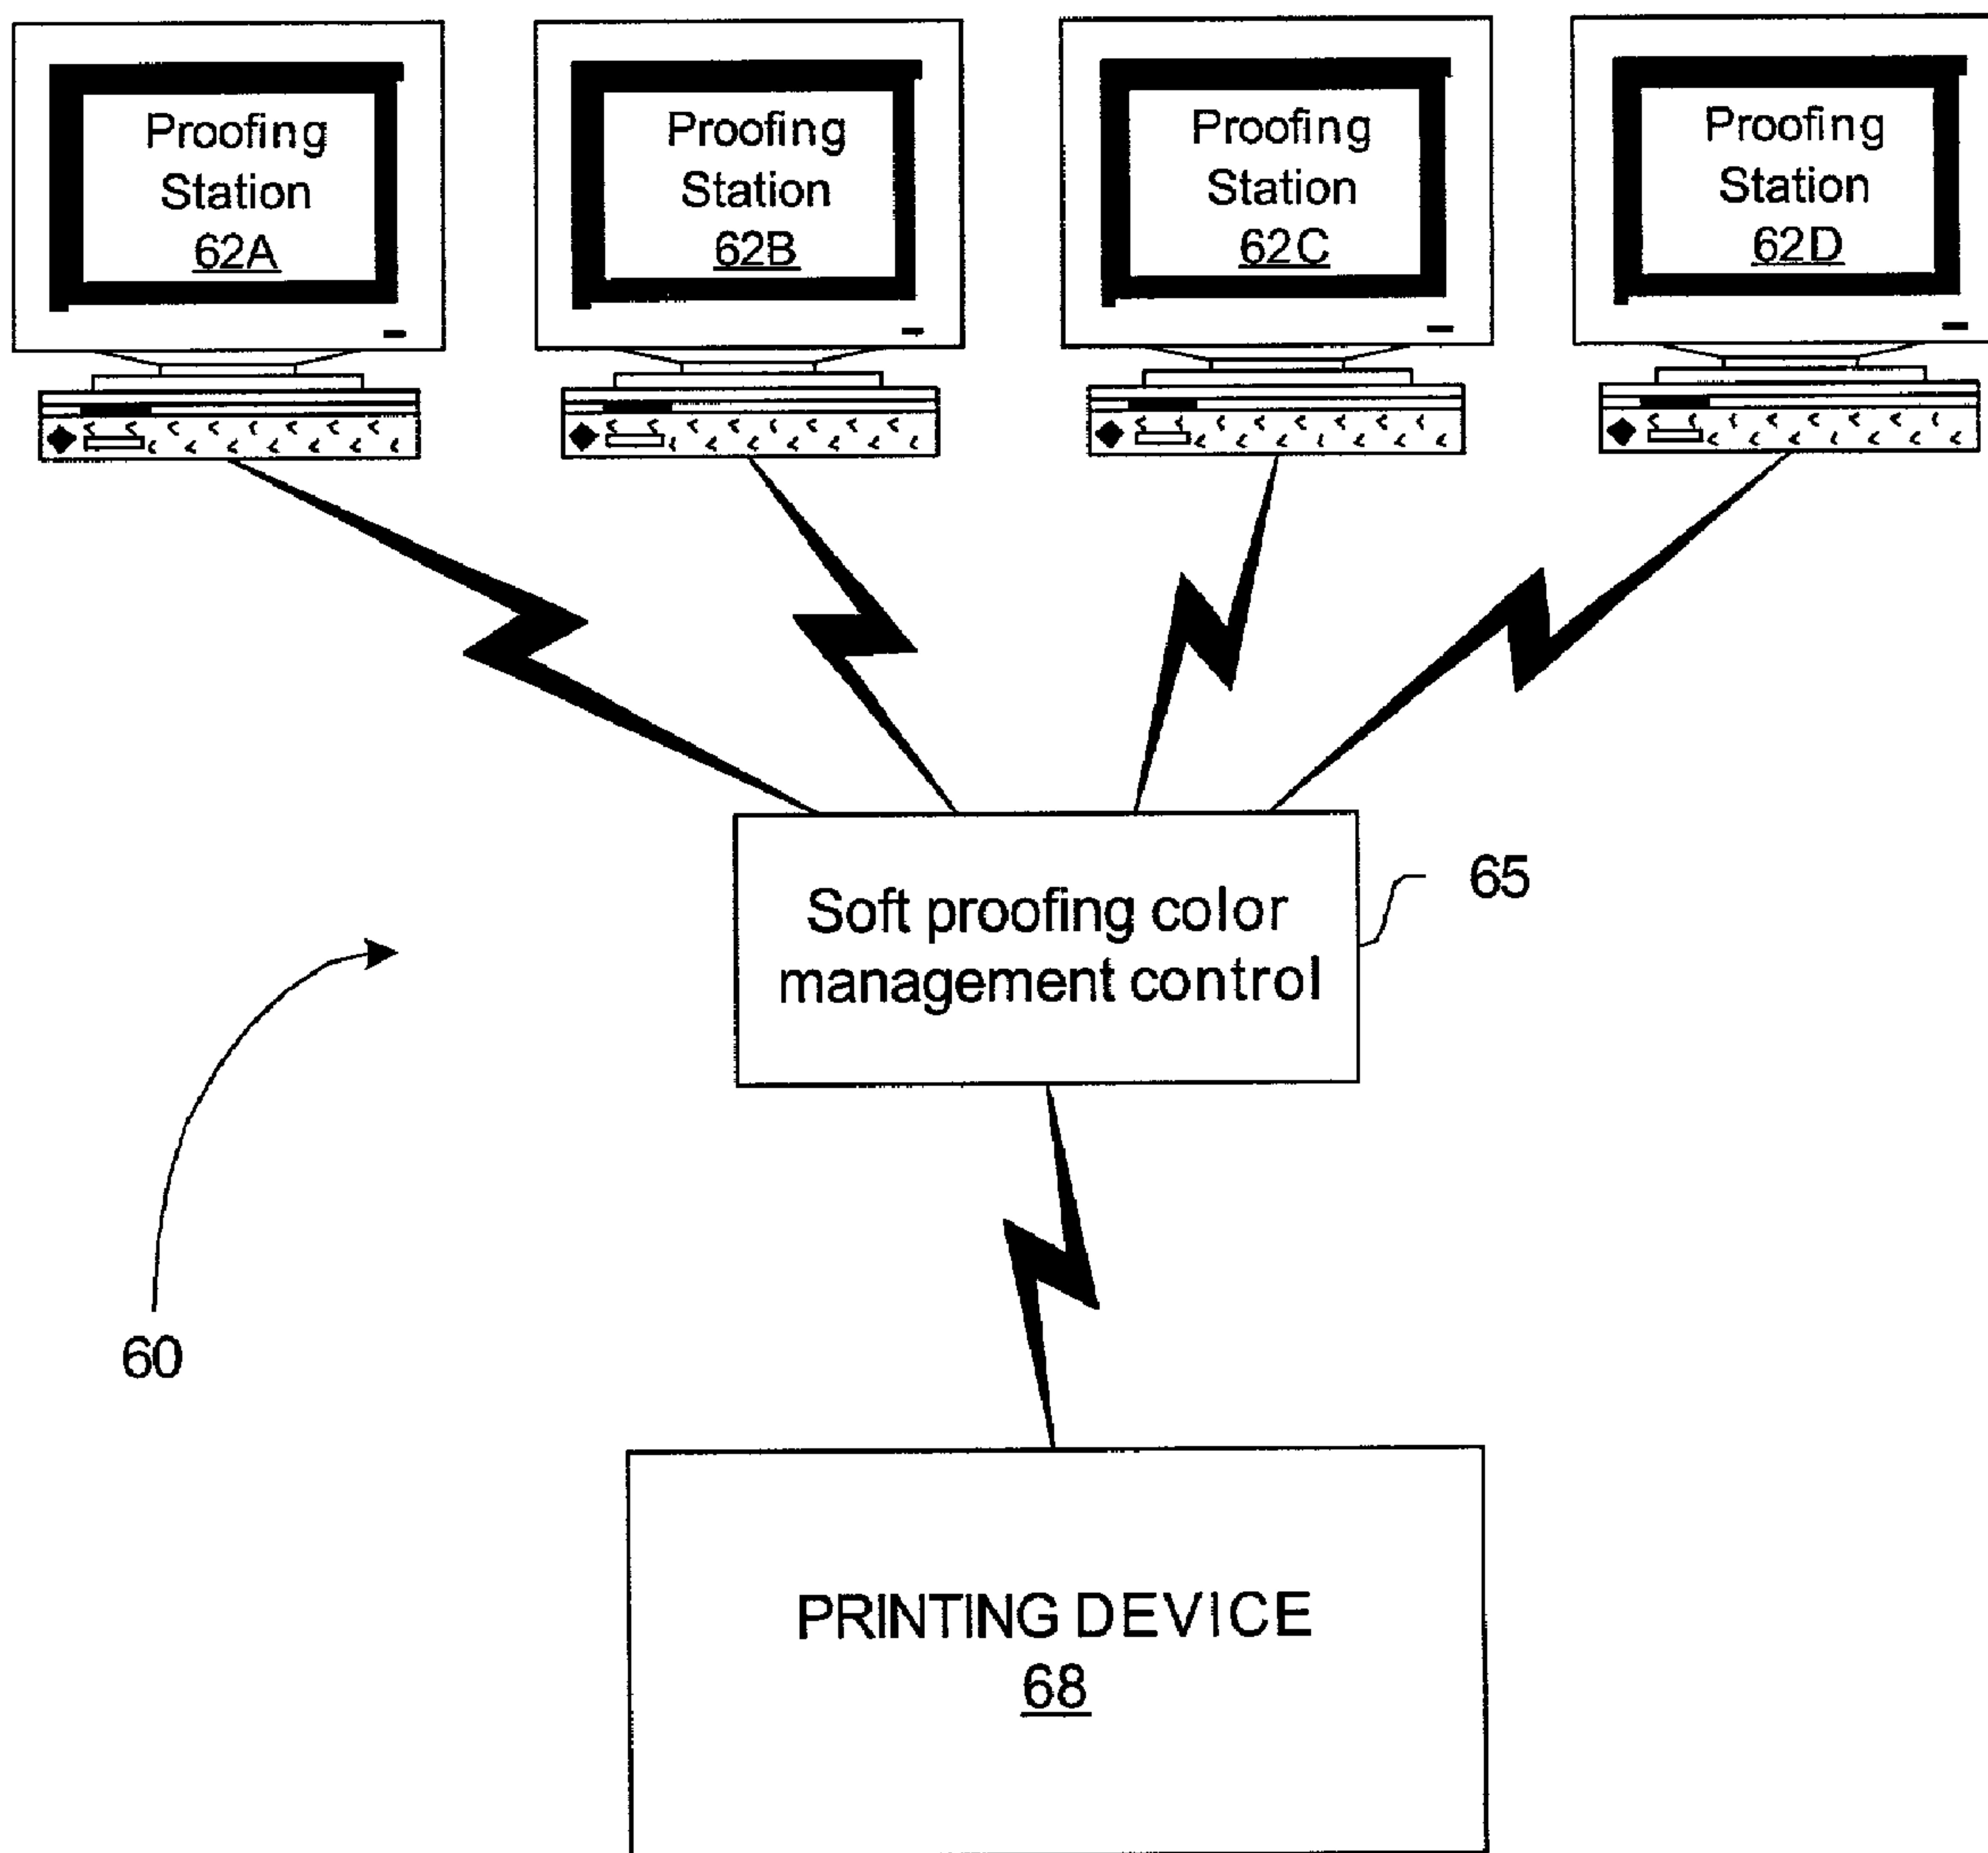 Proofing
Station
62A
Proofing
Station
62B
Proofing
Station
62C
Proofing
Station
62D
Soft proofing color
management control
65
60
PRINTING DEVICE
68